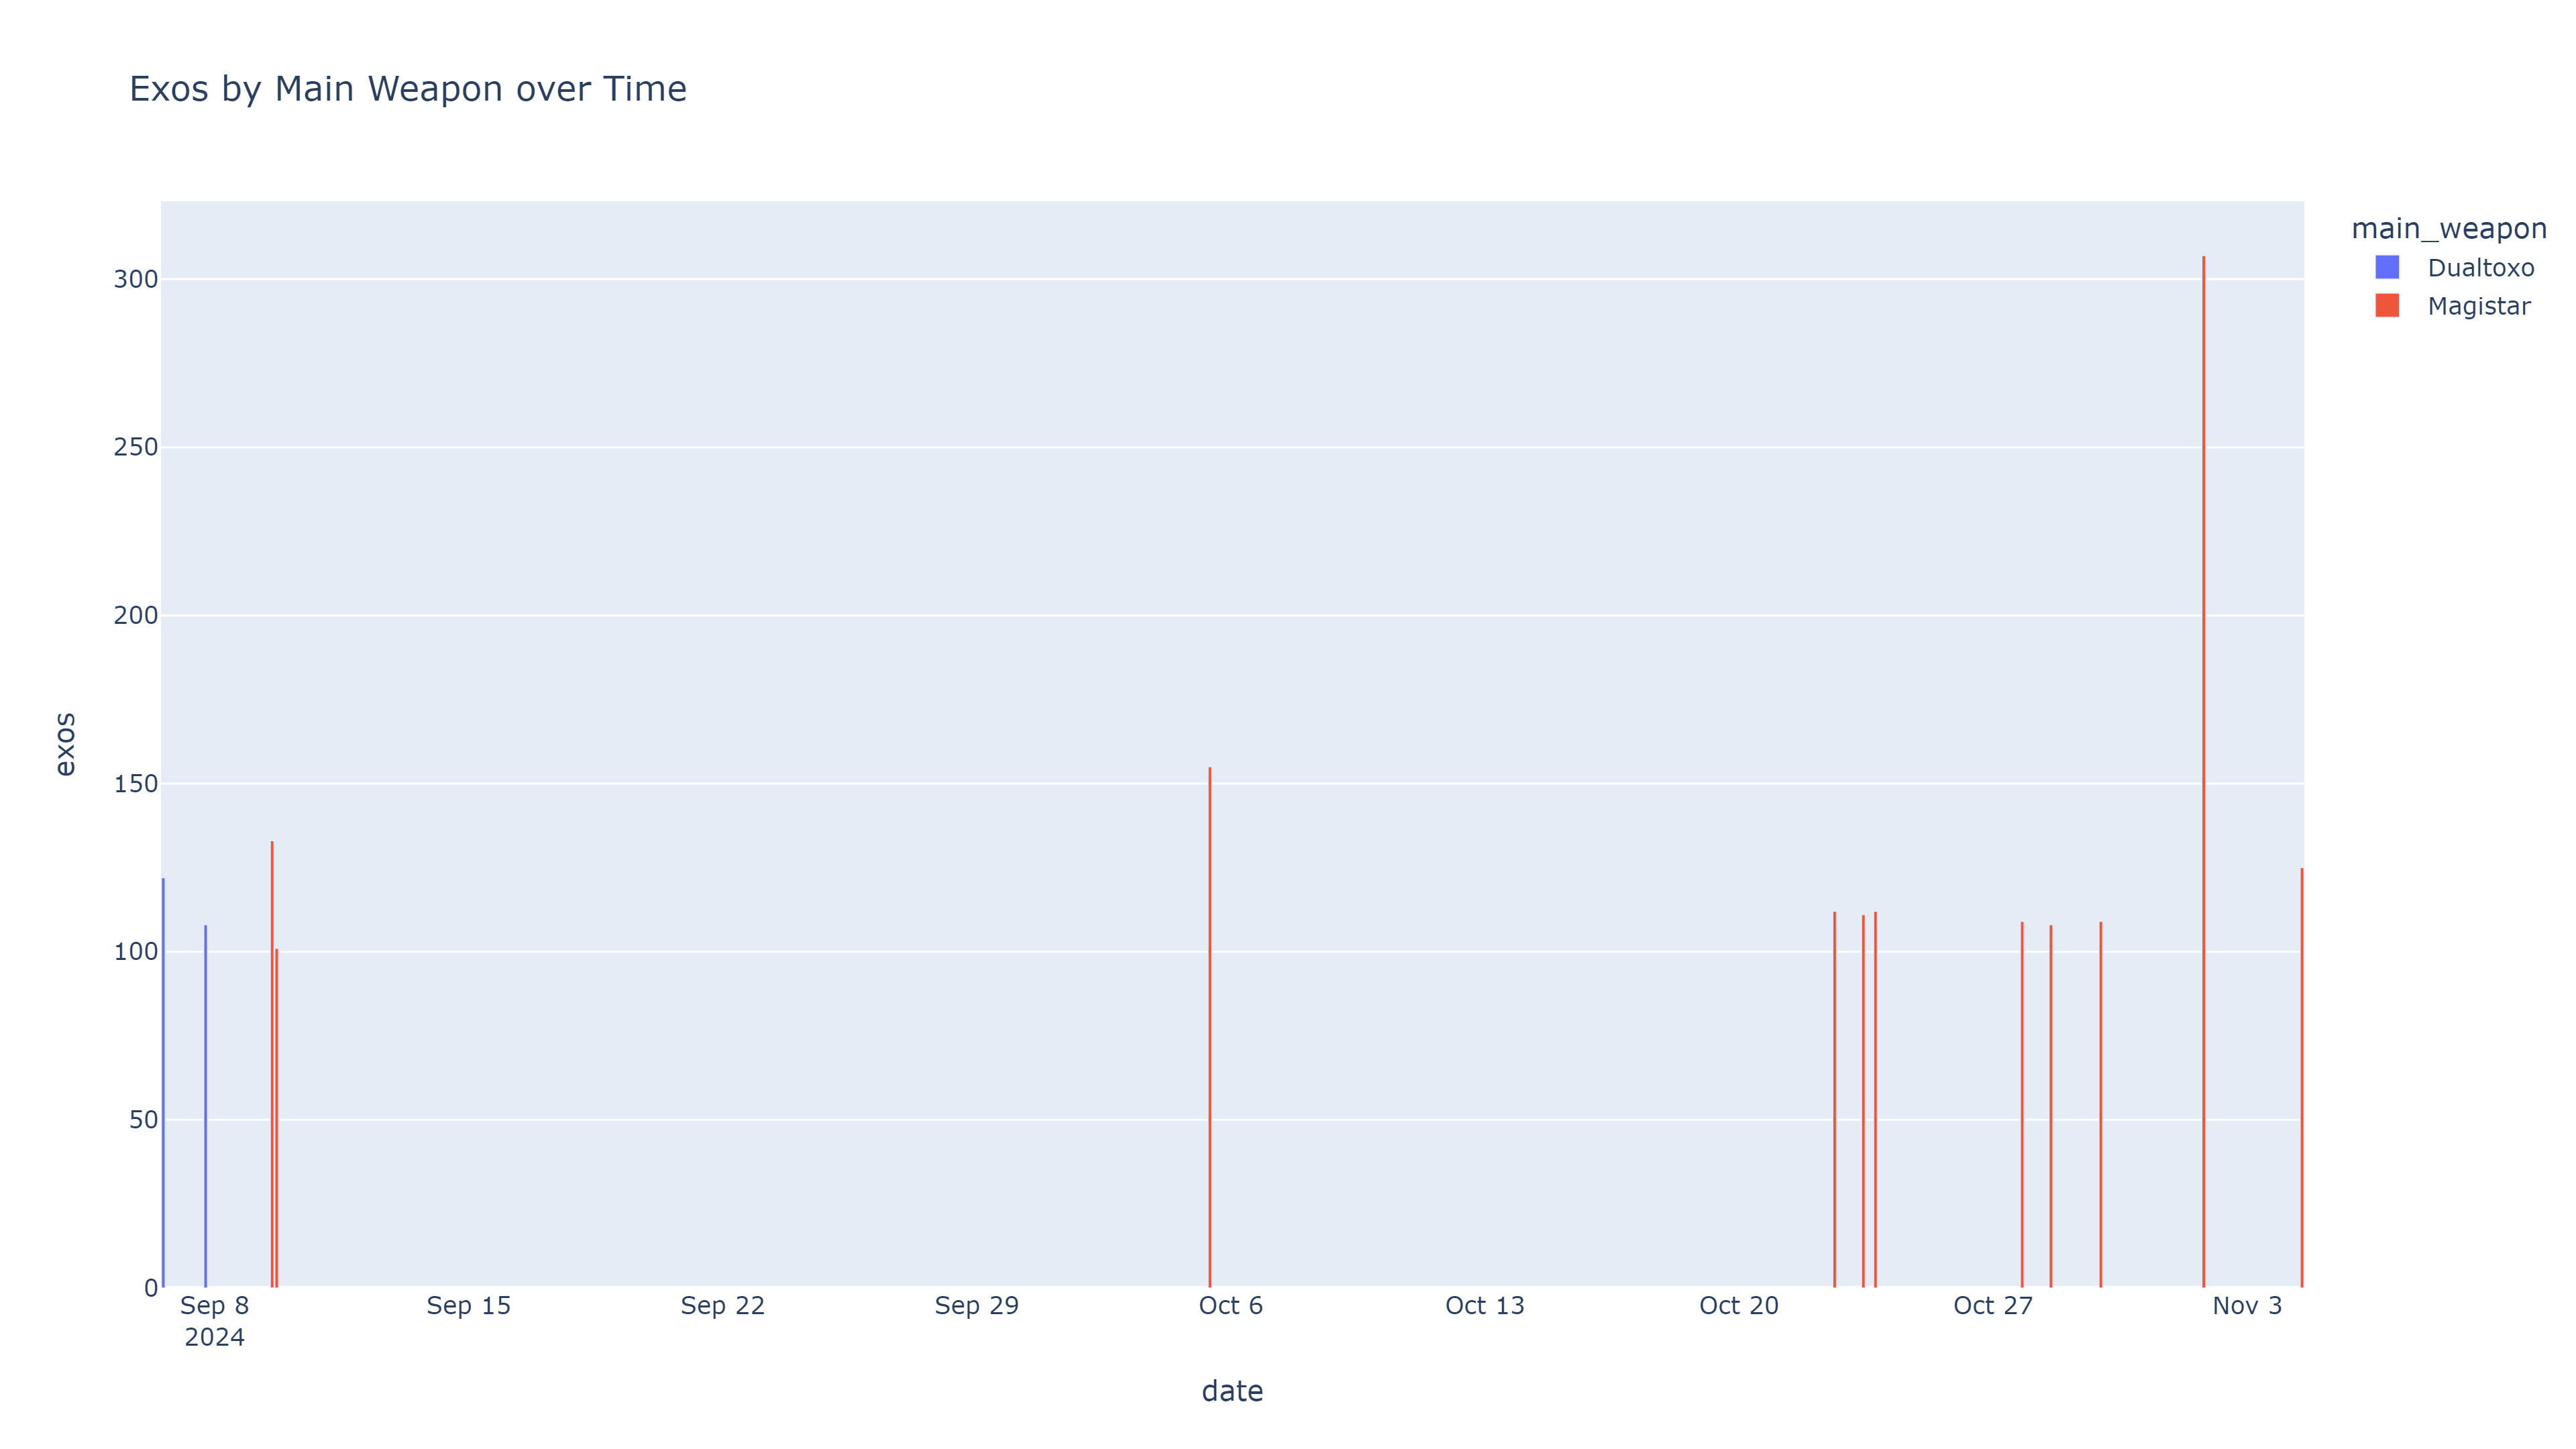 Exos by Main Weapon over Time
main_weapon
Dualtoxo
Magistar
exos
300
250
200
150
100
50
0
Sep 8 Sep 15 Sep 22 Sep 29 Oct 6 Oct 13 Oct 20 Oct 27 Nov 3
2024
date